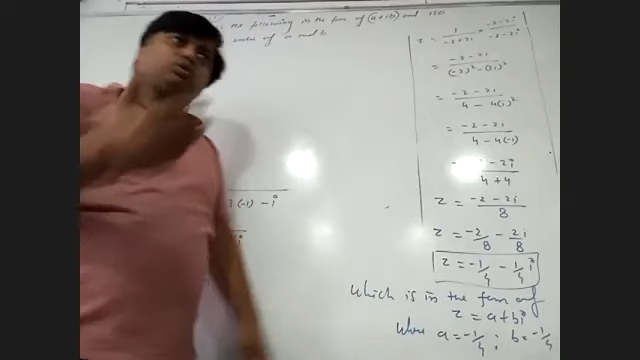 the following in the form of (a+ib) and also
value of a and b
3(-1) - i
z = 1/(-2+2i) × (-2-2i)/(-2-2i)
= (-2-2i)/((-2)² - (2i)²)
= (-2-2i)/(4 - 4(i)²)
= (-2-2i)/(4-4(-1))
- 2i/(4+4)
z = (-2-2i)/8
z = -2/8 - 2i/8
z = -1/4 - 1/4 i
which is in the form of
z = a+bi
where a = -1/4 ; b = -1/4